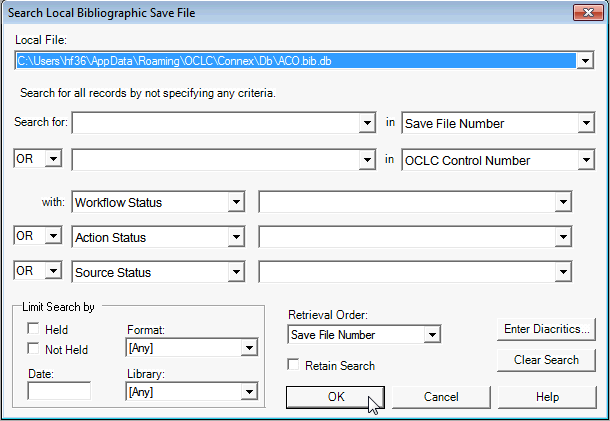 Search Local Bibliographic Save File
Local File:
C:\Users\hf36\AppData\Roaming\OCLC\Connex\Db\ACO.bib.db
Search for all records by not specifying any criteria.
Search for: in Save File Number
OR in OCLC Control Number
with: Workflow Status
OR Action Status
OR Source Status
Limit Search by
Held
Not Held
Format:
[Any]
Date:
Library:
[Any]
Retrieval Order:
Save File Number
Retain Search
Enter Diacritics...
Clear Search
OK Cancel Help